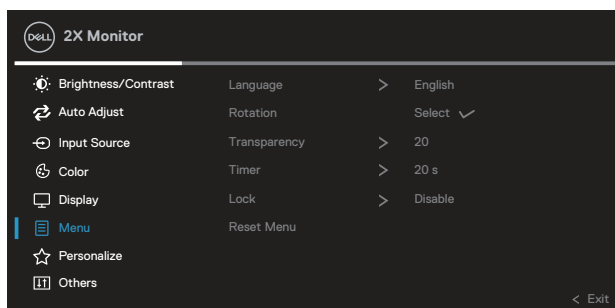 DELL 2X Monitor
Brightness/Contrast Language > English
Auto Adjust Rotation Select ✓
Input Source Transparency > 20
Color Timer > 20 s
Display Lock > Disable
Menu Reset Menu
Personalize
Others
< Exit